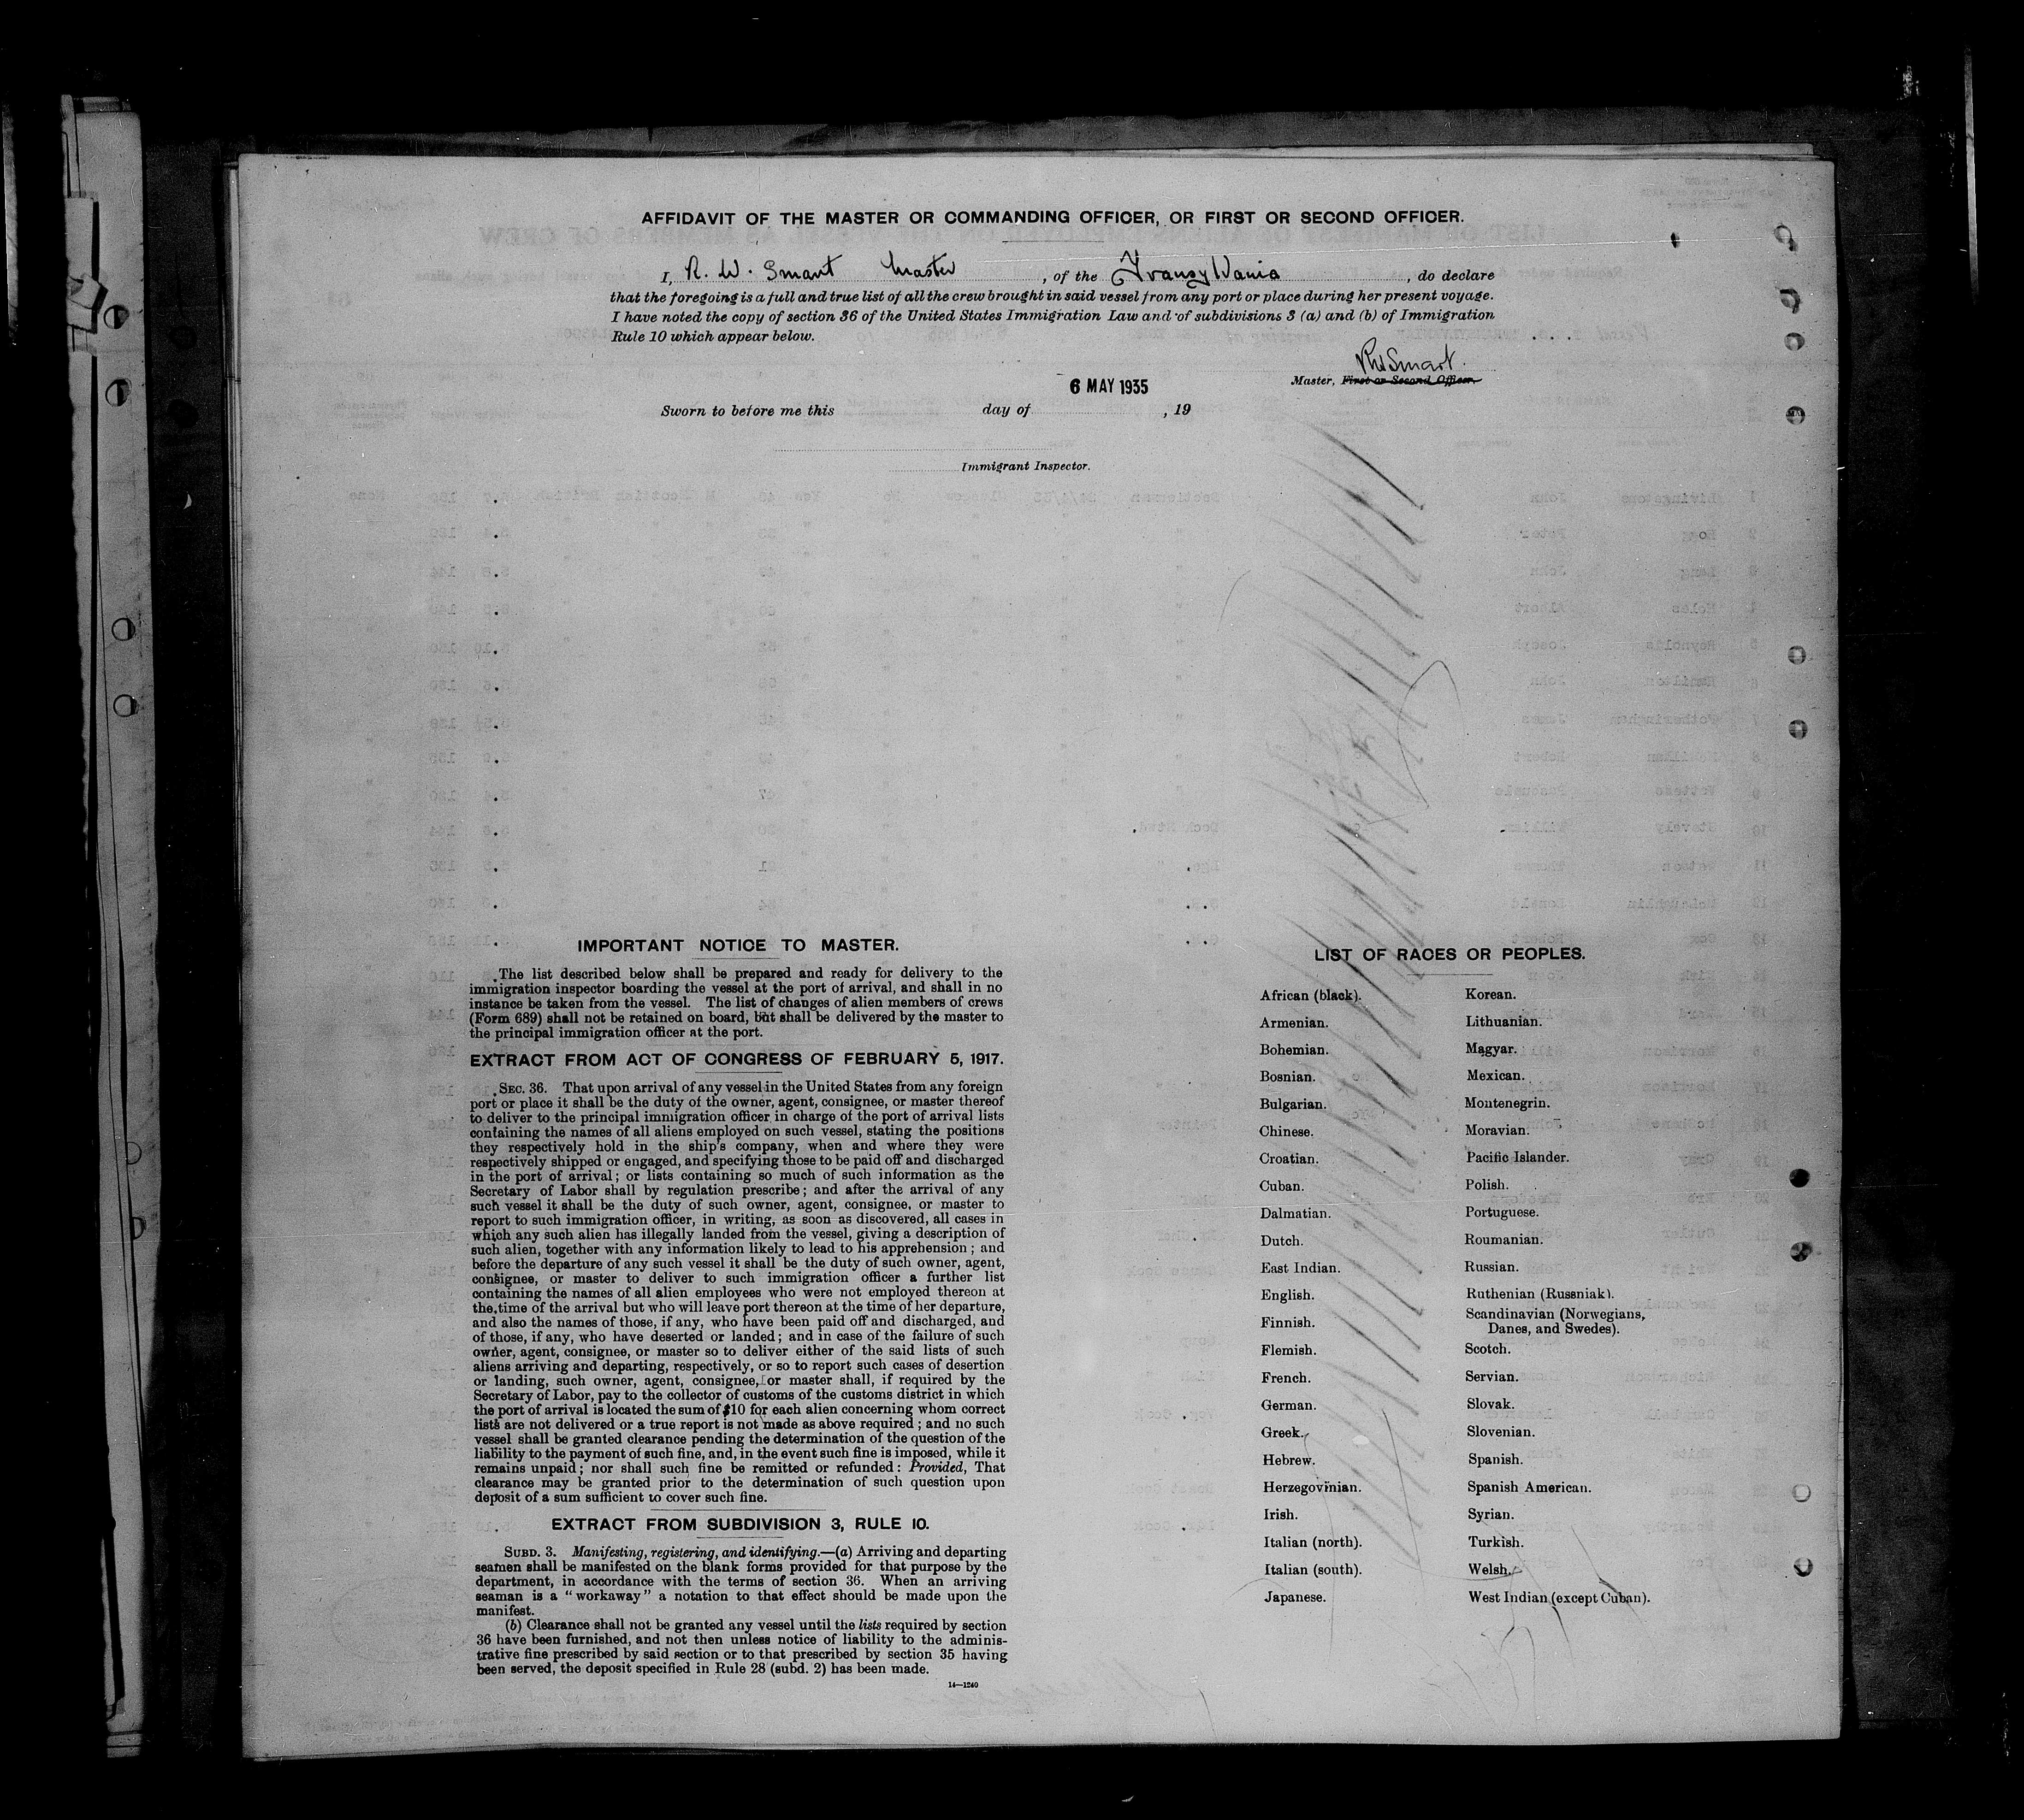 AFFIDAVIT OF THE MASTER OR COMMANDING OFFICER, OR FIRST OR SECOND OFFICER.
I, R. W. Smart Master, of the Transylvania, do declare
that the foregoing is a full and true list of all the crew brought in said vessel from any port or place during her present voyage.
I have noted the copy of section 36 of the United States Immigration Law and of subdivisions 3 (a) and (b) of Immigration
Rule 10 which appear below.
RW Smart.
Master, First or Second Officer.
6 MAY 1935
Sworn to before me this day of , 19
Immigrant Inspector.
IMPORTANT NOTICE TO MASTER.
The list described below shall be prepared and ready for delivery to the
immigration inspector boarding the vessel at the port of arrival, and shall in no
instance be taken from the vessel. The list of changes of alien members of crews
(Form 689) shall not be retained on board, but shall be delivered by the master to
the principal immigration officer at the port.
EXTRACT FROM ACT OF CONGRESS OF FEBRUARY 5, 1917.
SEC. 36. That upon arrival of any vessel in the United States from any foreign
port or place it shall be the duty of the owner, agent, consignee, or master thereof
to deliver to the principal immigration officer in charge of the port of arrival lists
containing the names of all aliens employed on such vessel, stating the positions
they respectively hold in the ship's company, when and where they were
respectively shipped or engaged, and specifying those to be paid off and discharged
in the port of arrival; or lists containing so much of such information as the
Secretary of Labor shall by regulation prescribe; and after the arrival of any
such vessel it shall be the duty of such owner, agent, consignee, or master to
report to such immigration officer, in writing, as soon as discovered, all cases in
which any such alien has illegally landed from the vessel, giving a description of
such alien, together with any information likely to lead to his apprehension; and
before the departure of any such vessel it shall be the duty of such owner, agent,
consignee, or master to deliver to such immigration officer a further list
containing the names of all alien employees who were not employed thereon at
the time of the arrival but who will leave port thereon at the time of her departure,
and also the names of those, if any, who have been paid off and discharged, and
of those, if any, who have deserted or landed; and in case of the failure of such
owner, agent, consignee, or master so to deliver either of the said lists of such
aliens arriving and departing, respectively, or so to report such cases of desertion
or landing, such owner, agent, consignee, or master shall, if required by the
Secretary of Labor, pay to the collector of customs of the customs district in which
the port of arrival is located the sum of $10 for each alien concerning whom correct
lists are not delivered or a true report is not made as above required; and no such
vessel shall be granted clearance pending the determination of the question of the
liability to the payment of such fine, and, in the event such fine is imposed, while it
remains unpaid; nor shall such fine be remitted or refunded: Provided, That
clearance may be granted prior to the determination of such question upon
deposit of a sum sufficient to cover such fine.
EXTRACT FROM SUBDIVISION 3, RULE 10.
SUBD. 3. Manifesting, registering, and identifying.—(a) Arriving and departing
seamen shall be manifested on the blank forms provided for that purpose by the
department, in accordance with the terms of section 36. When an arriving
seaman is a "workaway" a notation to that effect should be made upon the
manifest.
(b) Clearance shall not be granted any vessel until the lists required by section
36 have been furnished, and not then unless notice of liability to the adminis-
trative fine prescribed by said section or to that prescribed by section 35 having
been served, the deposit specified in Rule 28 (subd. 2) has been made.
14—1240
LIST OF RACES OR PEOPLES.
African (black).
Armenian.
Bohemian.
Bosnian.
Bulgarian.
Chinese.
Croatian.
Cuban.
Dalmatian.
Dutch.
East Indian.
English.
Finnish.
Flemish.
French.
German.
Greek.
Hebrew.
Herzegovinian.
Irish.
Italian (north).
Italian (south).
Japanese.
Korean.
Lithuanian.
Magyar.
Mexican.
Montenegrin.
Moravian.
Pacific Islander.
Polish.
Portuguese.
Roumanian.
Russian.
Ruthenian (Russniak).
Scandinavian (Norwegians,
Danes, and Swedes).
Scotch.
Servian.
Slovak.
Slovenian.
Spanish.
Spanish American.
Syrian.
Turkish.
Welsh.
West Indian (except Cuban).